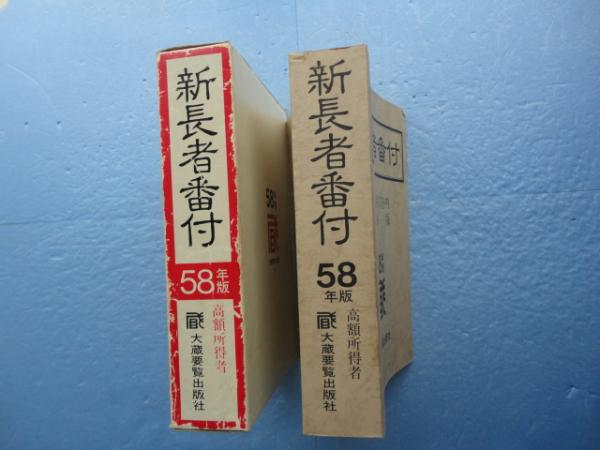 新長者番付
58年版
高額所得者
大蔵要覧出版社
58
新長者番付
58
年版
高額所得者
大蔵要覧出版社
番付